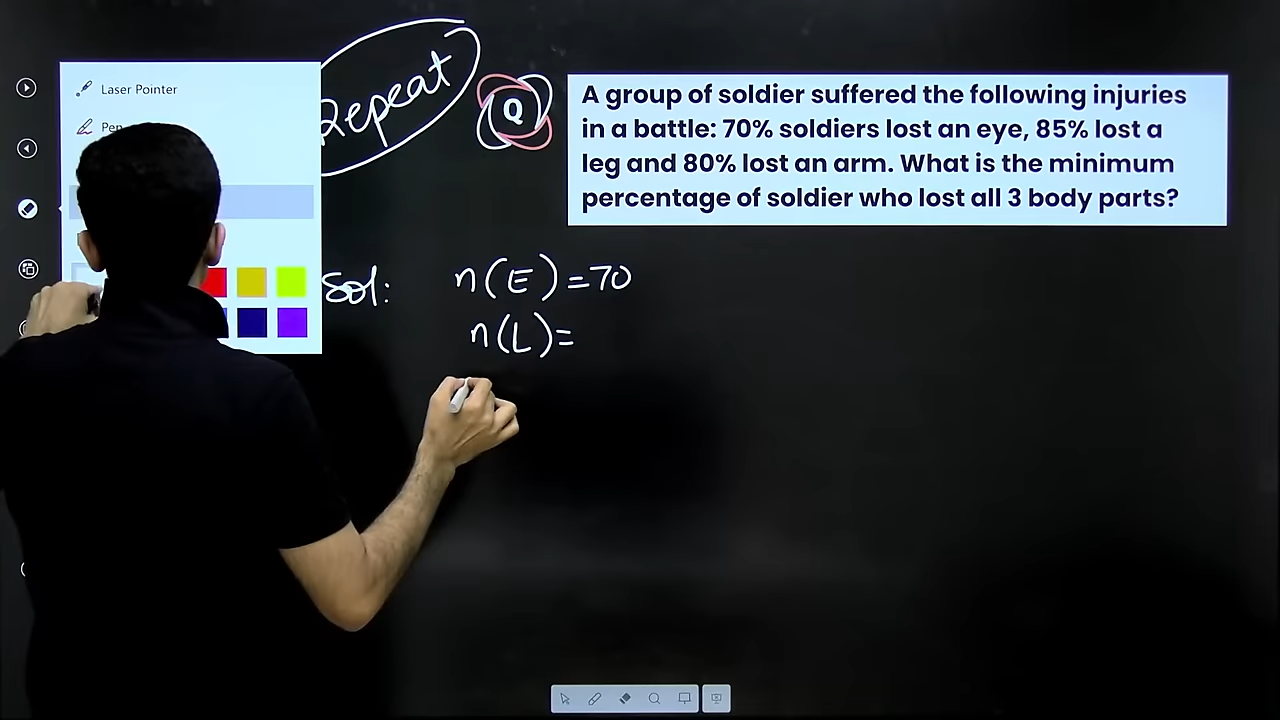 Laser Pointer
Pen
Repeat
Q
A group of soldier suffered the following injuries
in a battle: 70% soldiers lost an eye, 85% lost a
leg and 80% lost an arm. What is the minimum
percentage of soldier who lost all 3 body parts?
Sol:
n(E)=70
n(L)=